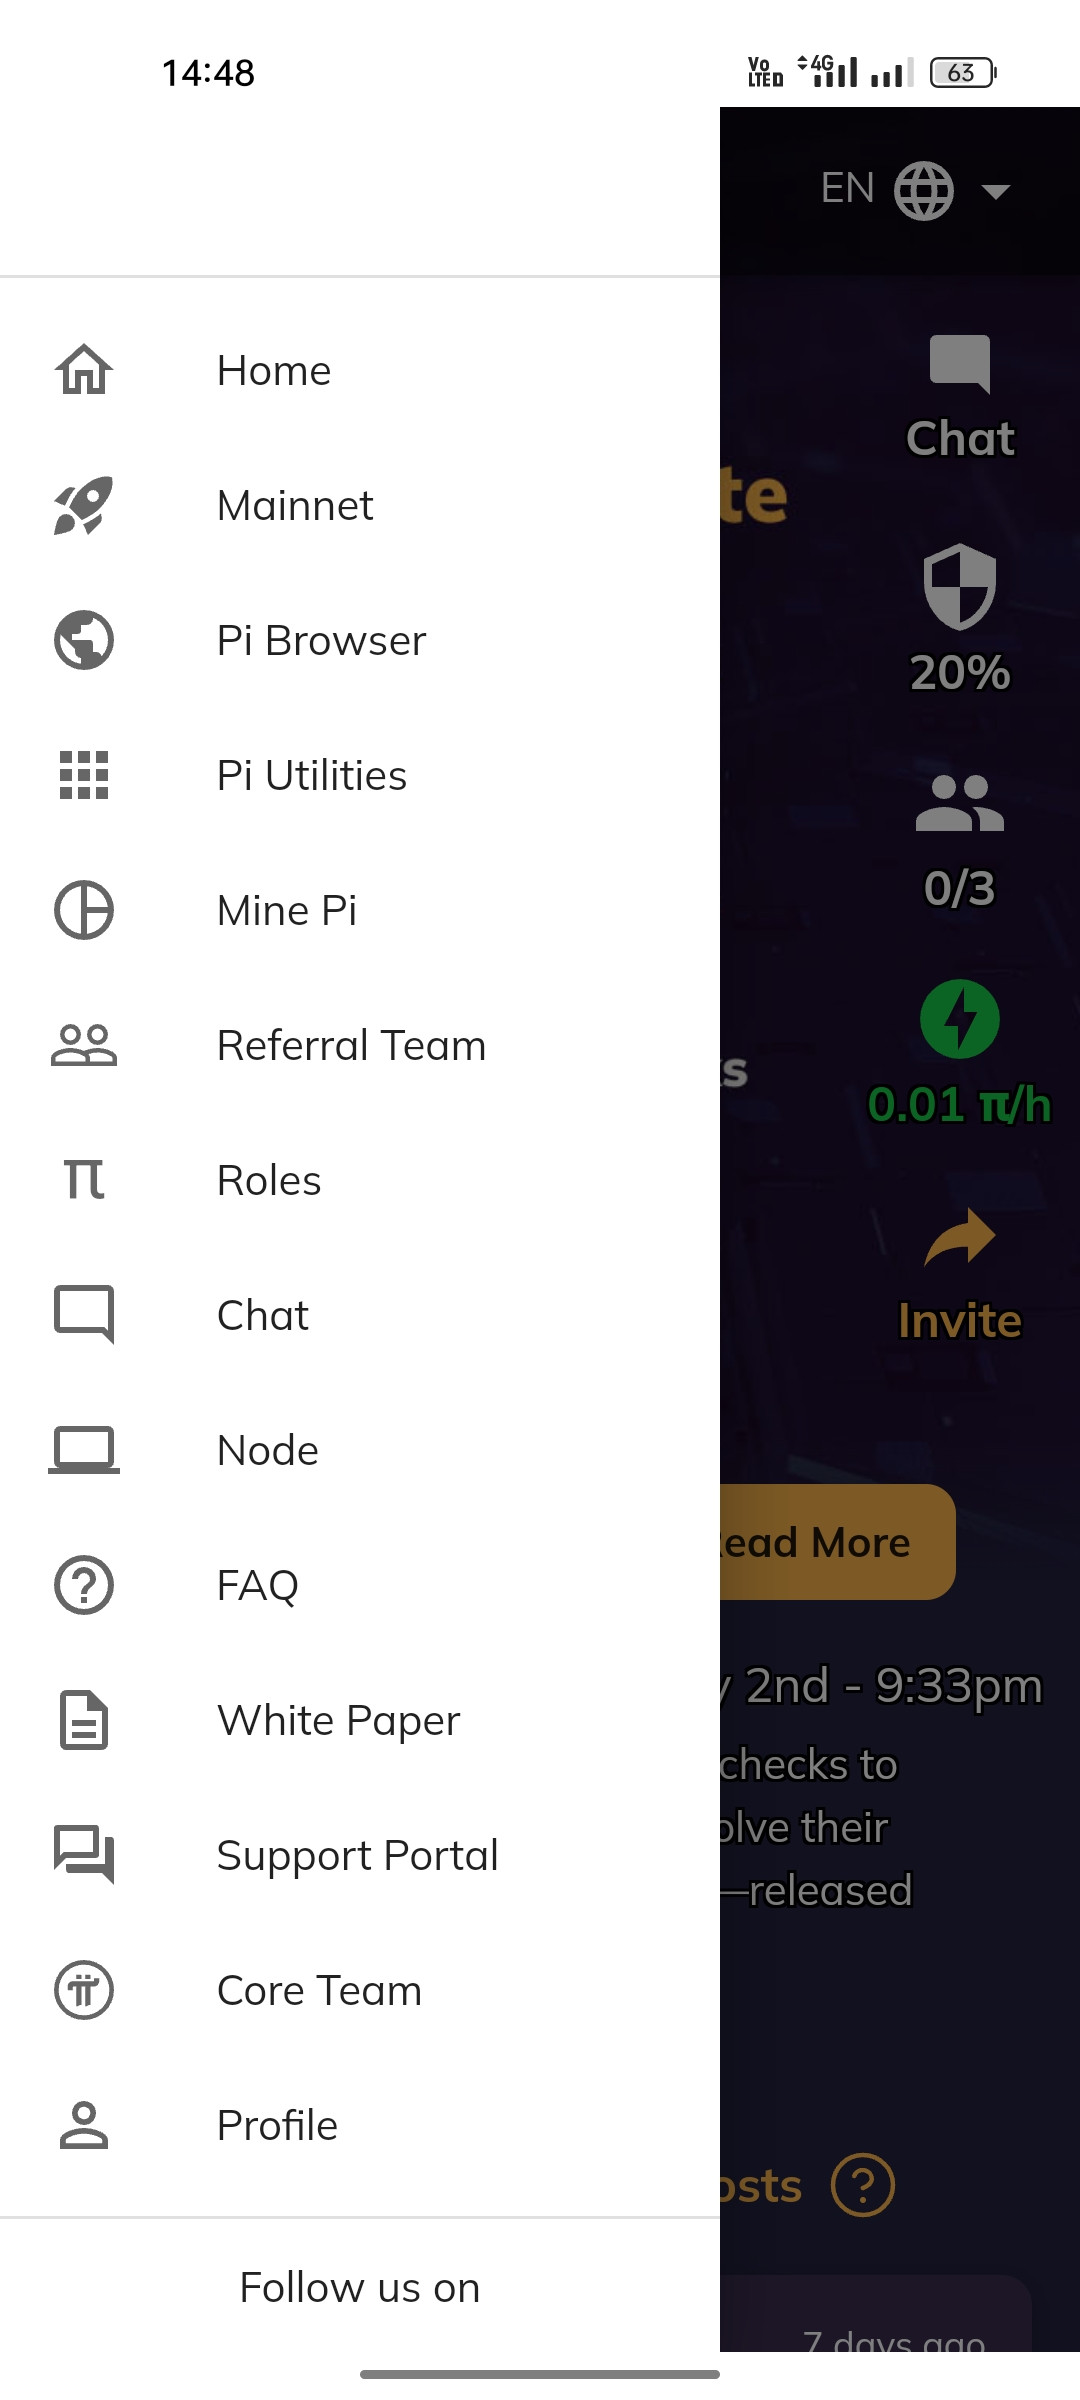 14:48
Vo LTE 4G 63
EN
Home
Mainnet
Pi Browser
Pi Utilities
Mine Pi
Referral Team
π Roles
Chat
Node
FAQ
White Paper
Support Portal
Core Team
Profile
Follow us on
Chat
te
20%
0/3
s
0.01 π/h
Invite
ead More
2nd - 9:33pm
checks to
olve their
—released
osts
7 days ago